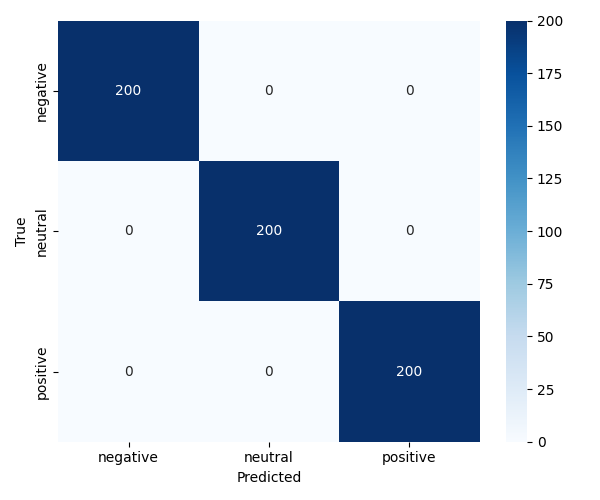 negative
neutral
positive
True
200 0 0
0 200 0
0 0 200
negative neutral positive
Predicted
200
175
150
125
100
75
50
25
0